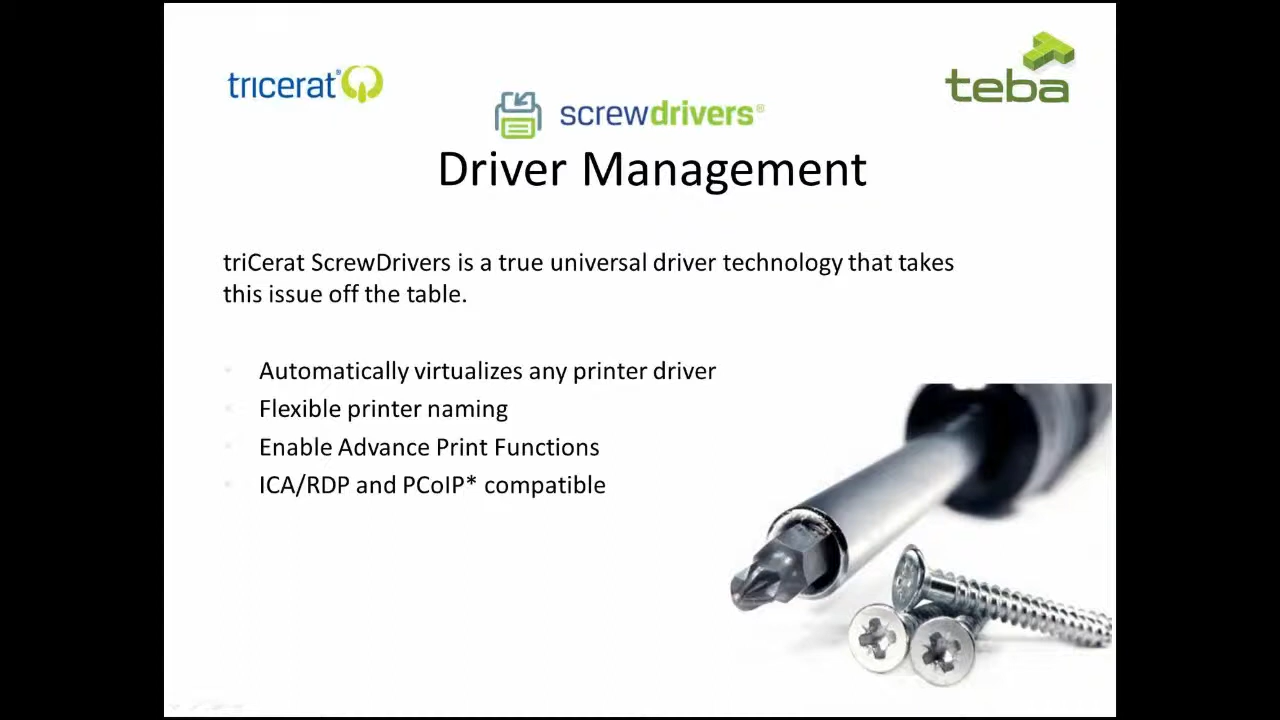 tricerat®
teba
screwdrivers®
Driver Management
triCerat ScrewDrivers is a true universal driver technology that takes
this issue off the table.
Automatically virtualizes any printer driver
Flexible printer naming
Enable Advance Print Functions
ICA/RDP and PCoIP* compatible